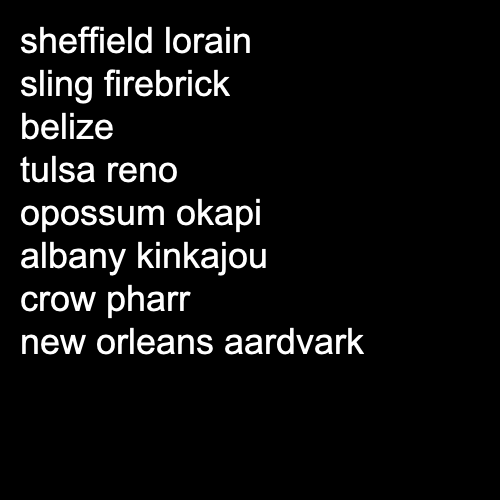 sheffield lorain
sling firebrick
belize
tulsa reno
opossum okapi
albany kinkajou
crow pharr
new orleans aardvark